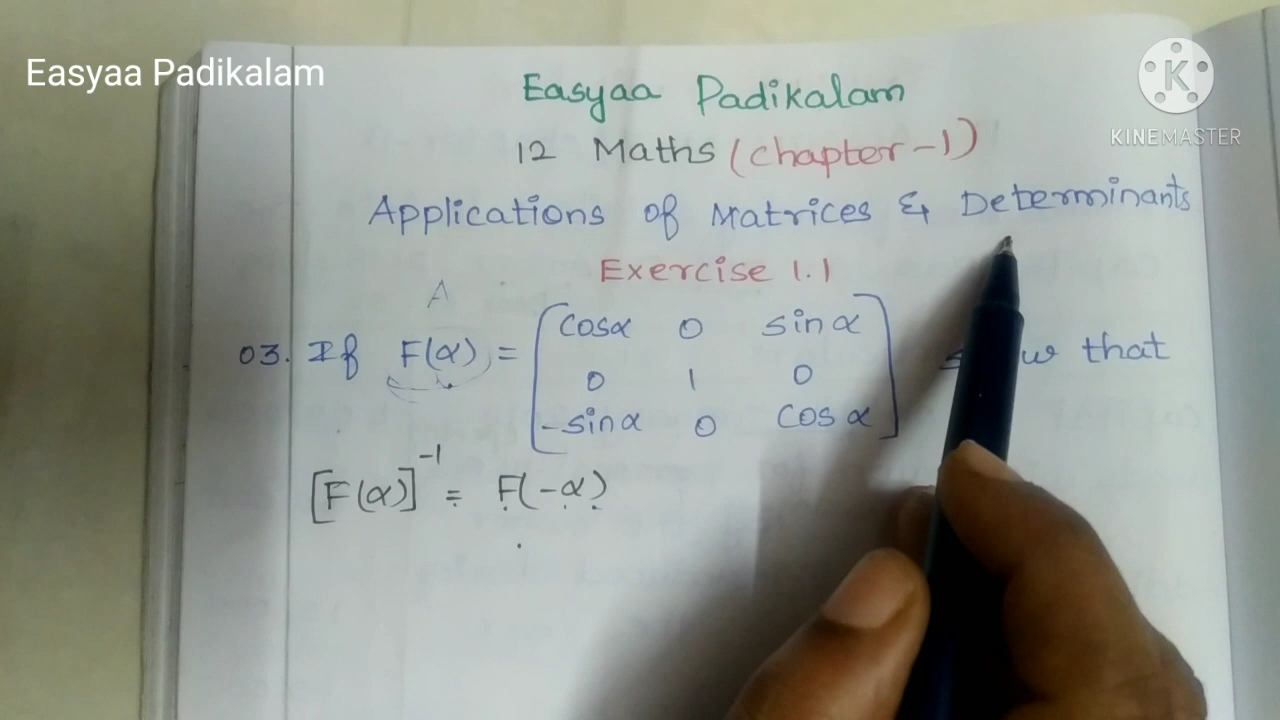 Easyaa Padikalam
KINEMASTER
Easyaa Padikalam
12 Maths (chapter-1)
Applications of Matrices & Determinants
Exercise 1.1
A
03. If F(α) = [cosα 0 sinα
0 1 0
-sinα 0 cosα] that
[F(α)]⁻¹ = F(-α)